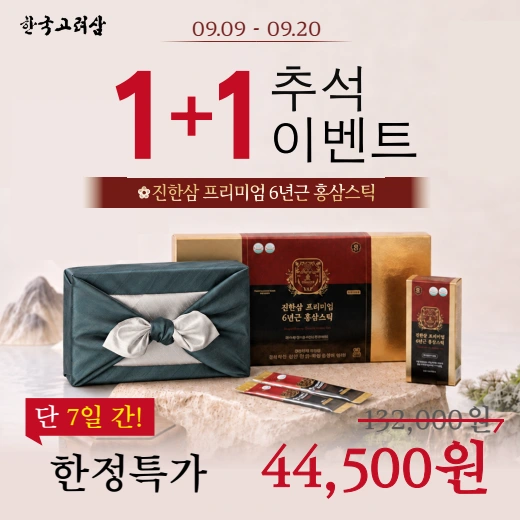 한국고려삼
09.09 - 09.20
1+1 추석
이벤트
진한삼 프리미엄 6년근 홍삼스틱
진한삼 프리미엄
6년근 홍삼스틱
진한삼 프리미엄
6년근 홍삼스틱
단 7일 간!
한정특가
132,000원
44,500원